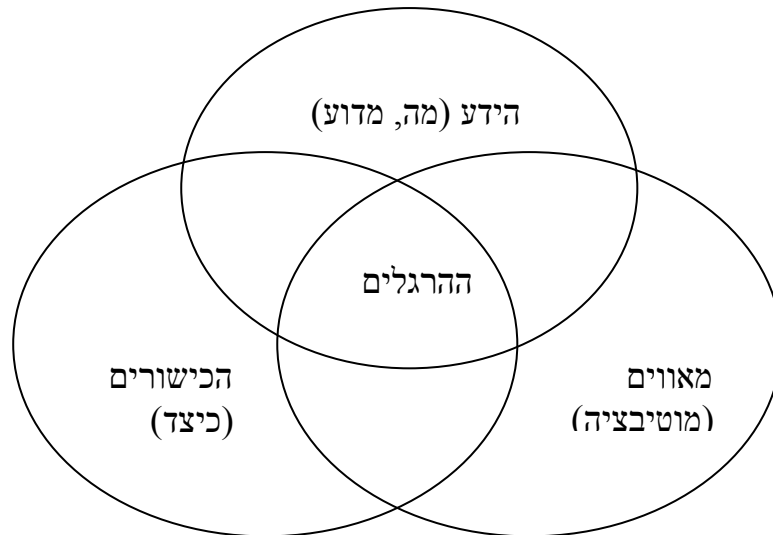 הידע (מה, מדוע)
ההרגלים
הכישורים
(כיצד)
מאווים
(מוטיבציה)